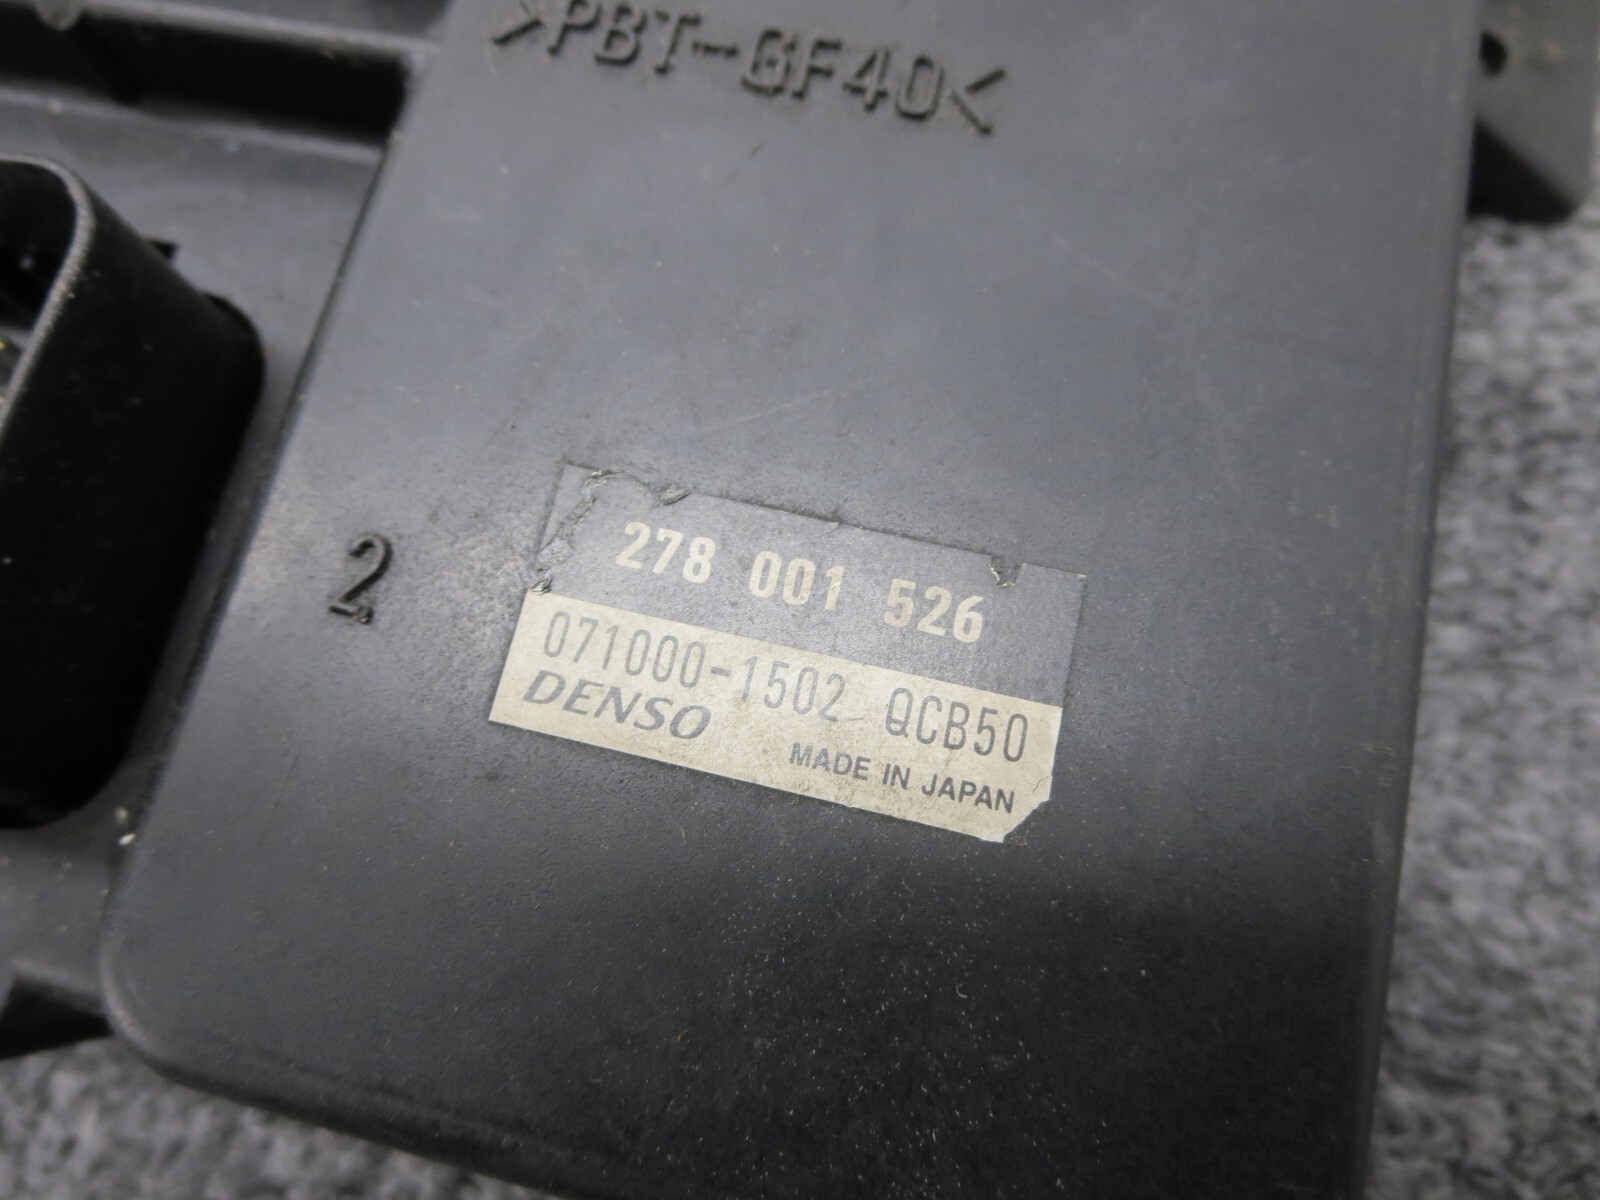 >PBT-GF40<
2
278 001 526
071000-1502 QCB50
DENSO
MADE IN JAPAN